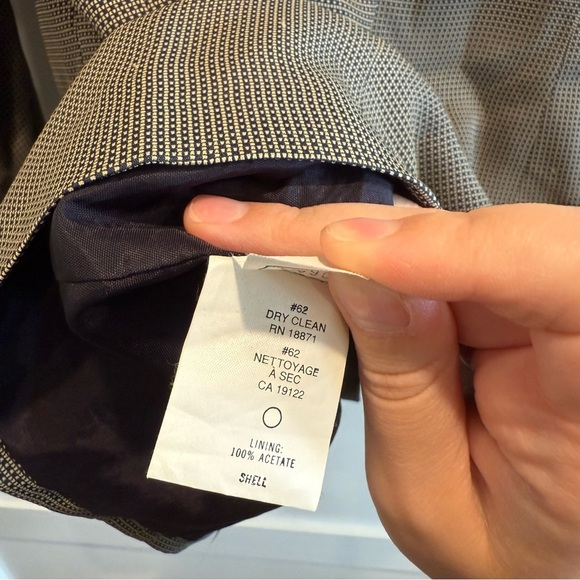 #62
DRY CLEAN
RN 18871
#62
NETTOYAGE
À SEC
CA 19122
LINING:
100% ACETATE
SHELL